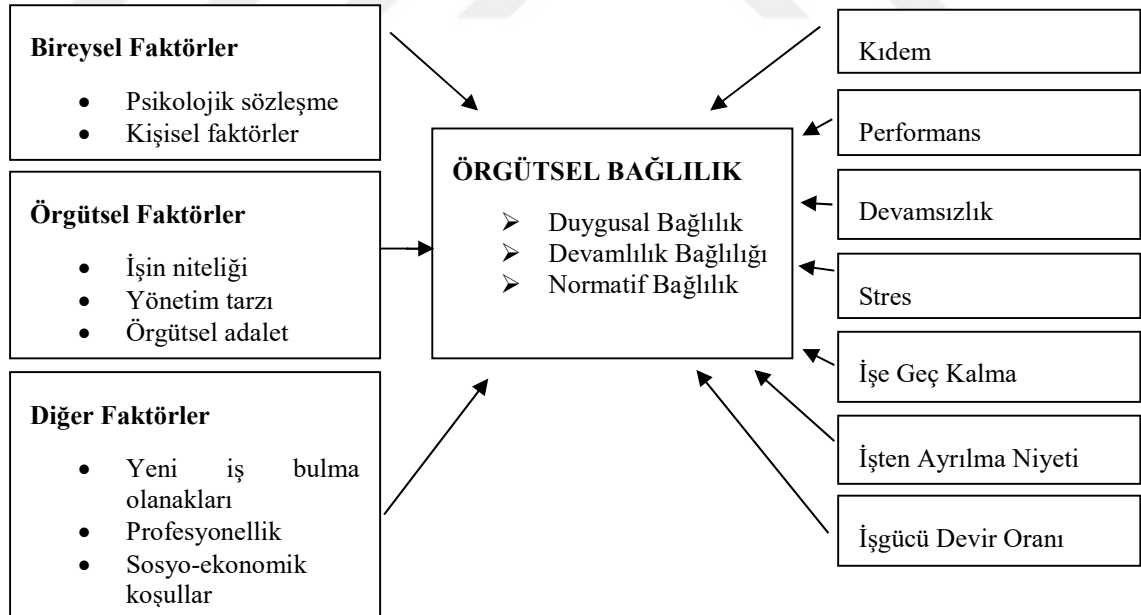 Bireysel Faktörler
• Psikolojik sözleşme
• Kişisel faktörler
Örgütsel Faktörler
• İşin niteliği
• Yönetim tarzı
• Örgütsel adalet
Diğer Faktörler
• Yeni iş bulma
olanakları
• Profesyonellik
• Sosyo-ekonomik
koşullar
ÖRGÜTSEL BAĞLILIK
➢ Duygusal Bağlılık
➢ Devamlılık Bağlılığı
➢ Normatif Bağlılık
Kıdem
Performans
Devamsızlık
Stres
İşe Geç Kalma
İşten Ayrılma Niyeti
İşgücü Devir Oranı